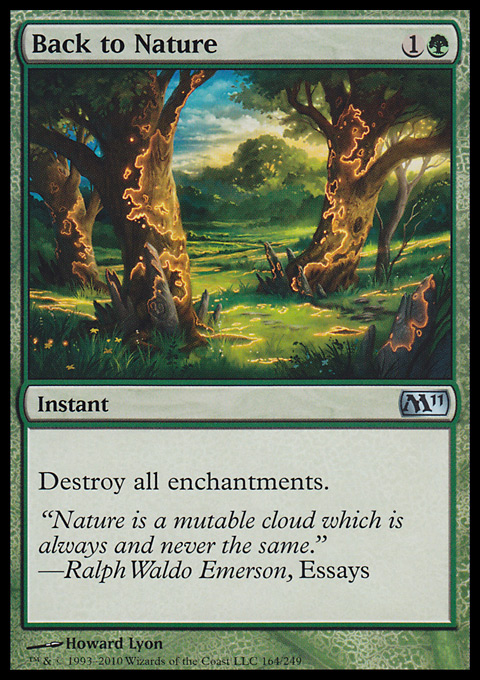 Back to Nature 1
Instant M11
Destroy all enchantments.
“Nature is a mutable cloud which is
always and never the same.”
—Ralph Waldo Emerson, Essays
Howard Lyon
™ & © 1993–2010 Wizards of the Coast LLC 164/249